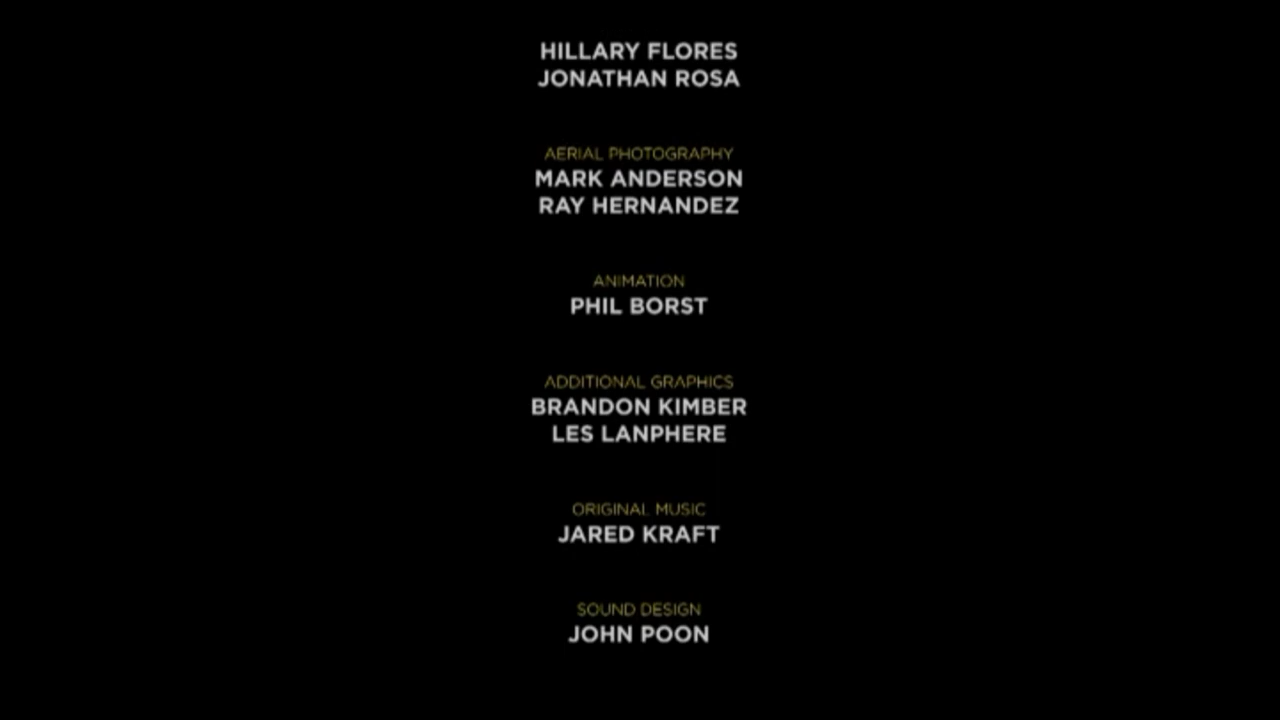 HILLARY FLORES
JONATHAN ROSA
AERIAL PHOTOGRAPHY
MARK ANDERSON
RAY HERNANDEZ
ANIMATION
PHIL BORST
ADDITIONAL GRAPHICS
BRANDON KIMBER
LES LANPHERE
ORIGINAL MUSIC
JARED KRAFT
SOUND DESIGN
JOHN POON